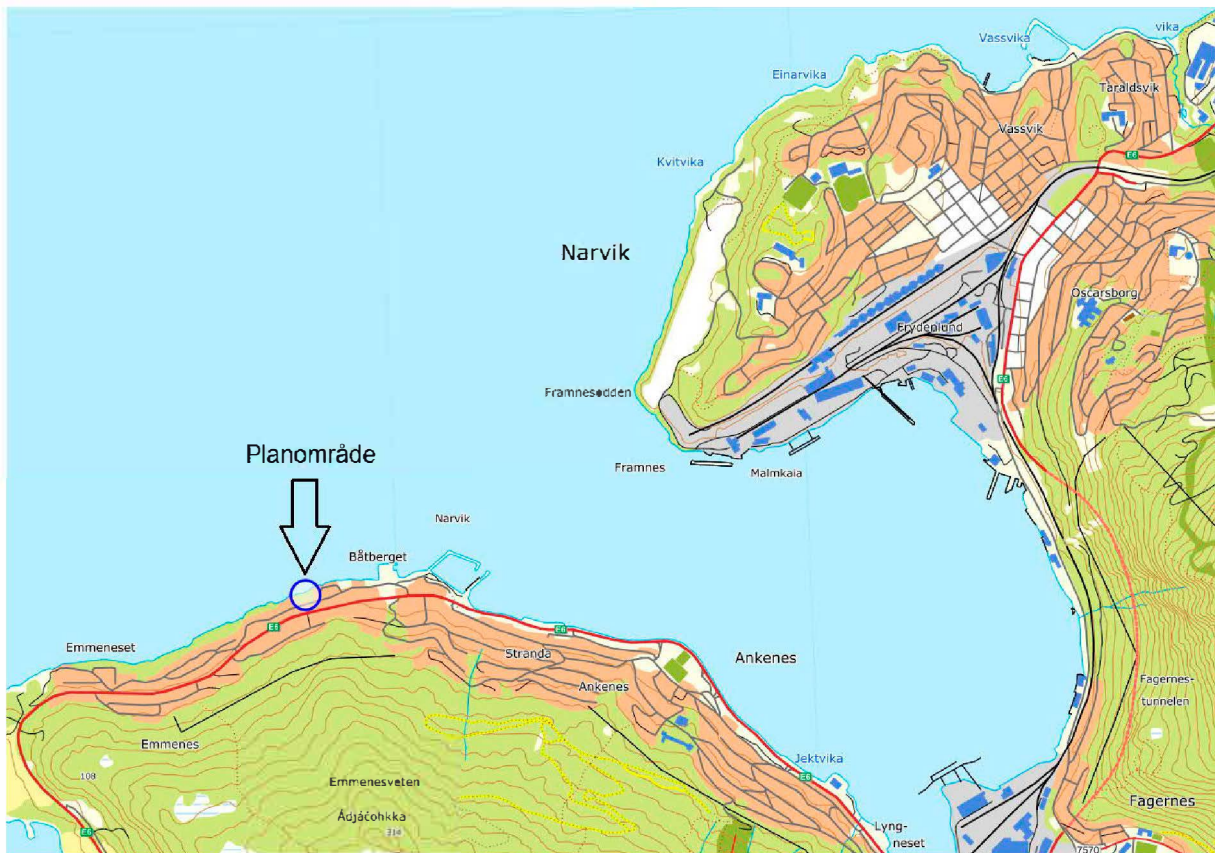 Vassvika
vika
Einarvika
Taraldsvik
Vassvik
E6
Kvitvika
Narvik
Oscarsborg
Frydenlund
E6
Framnesodden
Planområde
Framnes
Malmkaia
Narvik
Båtberget
E6
E6
Emmeneset
Stranda
Ankenes
Ankenes
Fagernes-
tunnelen
Emmenes
Jektvika
108
E6
Emmenesveten
Ádjáčohkka
314
Fagernes
E6
Lyng-
neset
7570